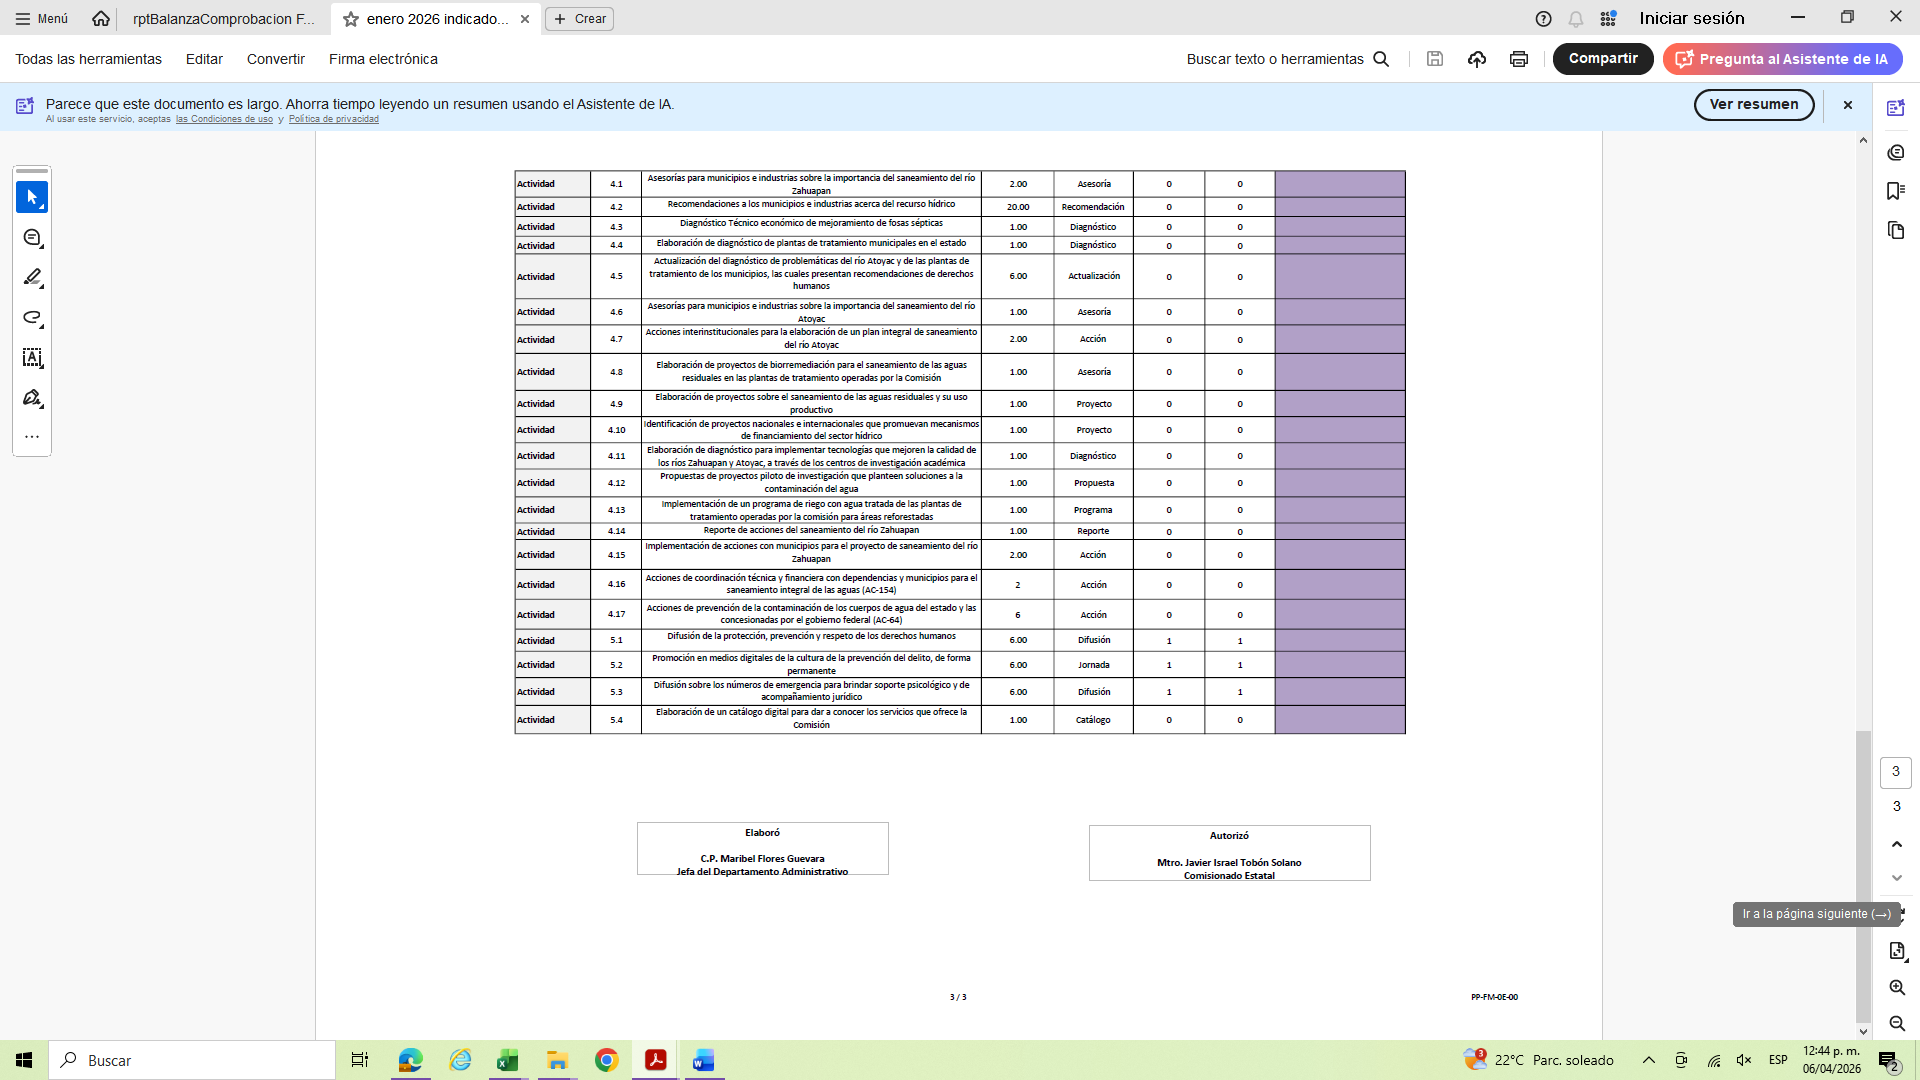 Menú
rptBalanzaComprobacion F...
enero 2026 indicado...
Crear
Iniciar sesión
Todas las herramientas
Editar
Convertir
Firma electrónica
Buscar texto o herramientas
Compartir
Pregunta al Asistente de IA
Parece que este documento es largo. Ahorra tiempo leyendo un resumen usando el Asistente de IA.
Al usar este servicio, aceptas las Condiciones de uso y Política de privacidad
Ver resumen
Actividad 4.1 Asesorías para municipios e industrias sobre la importancia del saneamiento del río Zahuapan 2.00 Asesoría 0 0
Actividad 4.2 Recomendaciones a los municipios e industrias acerca del recurso hídrico 20.00 Recomendación 0 0
Actividad 4.3 Diagnóstico Técnico económico de mejoramiento de fosas sépticas 1.00 Diagnóstico 0 0
Actividad 4.4 Elaboración de diagnóstico de plantas de tratamiento municipales en el estado 1.00 Diagnóstico 0 0
Actividad 4.5 Actualización del diagnóstico de problemáticas del río Atoyac y de las plantas de tratamiento de los municipios, las cuales presentan recomendaciones de derechos humanos 6.00 Actualización 0 0
Actividad 4.6 Asesorías para municipios e industrias sobre la importancia del saneamiento del río Atoyac 1.00 Asesoría 0 0
Actividad 4.7 Acciones interinstitucionales para la elaboración de un plan integral de saneamiento del río Atoyac 2.00 Acción 0 0
Actividad 4.8 Elaboración de proyectos de biorremediación para el saneamiento de las aguas residuales en las plantas de tratamiento operadas por la Comisión 1.00 Asesoría 0 0
Actividad 4.9 Elaboración de proyectos sobre el saneamiento de las aguas residuales y su uso productivo 1.00 Proyecto 0 0
Actividad 4.10 Identificación de proyectos nacionales e internacionales que promuevan mecanismos de financiamiento del sector hídrico 1.00 Proyecto 0 0
Actividad 4.11 Elaboración de diagnóstico para implementar tecnologías que mejoren la calidad de los ríos Zahuapan y Atoyac, a través de los centros de investigación académica 1.00 Diagnóstico 0 0
Actividad 4.12 Propuestas de proyectos piloto de investigación que planteen soluciones a la contaminación del agua 1.00 Propuesta 0 0
Actividad 4.13 Implementación de un programa de riego con agua tratada de las plantas de tratamiento operadas por la comisión para áreas reforestadas 1.00 Programa 0 0
Actividad 4.14 Reporte de acciones del saneamiento del río Zahuapan 1.00 Reporte 0 0
Actividad 4.15 Implementación de acciones con municipios para el proyecto de saneamiento del río Zahuapan 2.00 Acción 0 0
Actividad 4.16 Acciones de coordinación técnica y financiera con dependencias y municipios para el saneamiento integral de las aguas (AC-154) 2 Acción 0 0
Actividad 4.17 Acciones de prevención de la contaminación de los cuerpos de agua del estado y las concesionadas por el gobierno federal (AC-64) 6 Acción 0 0
Actividad 5.1 Difusión de la protección, prevención y respeto de los derechos humanos 6.00 Difusión 1 1
Actividad 5.2 Promoción en medios digitales de la cultura de la prevención del delito, de forma permanente 6.00 Jornada 1 1
Actividad 5.3 Difusión sobre los números de emergencia para brindar soporte psicológico y de acompañamiento jurídico 6.00 Difusión 1 1
Actividad 5.4 Elaboración de un catálogo digital para dar a conocer los servicios que ofrece la Comisión 1.00 Catálogo 0 0
Elaboró
C.P. Maribel Flores Guevara
Jefa del Departamento Administrativo
Autorizó
Mtro. Javier Israel Tobón Solano
Comisionado Estatal
3 / 3
PP-FM-0E-00
3
3
Ir a la página siguiente (→)
Buscar
3
22°C Parc. soleado
ESP
12:44 p. m.
06/04/2026
2